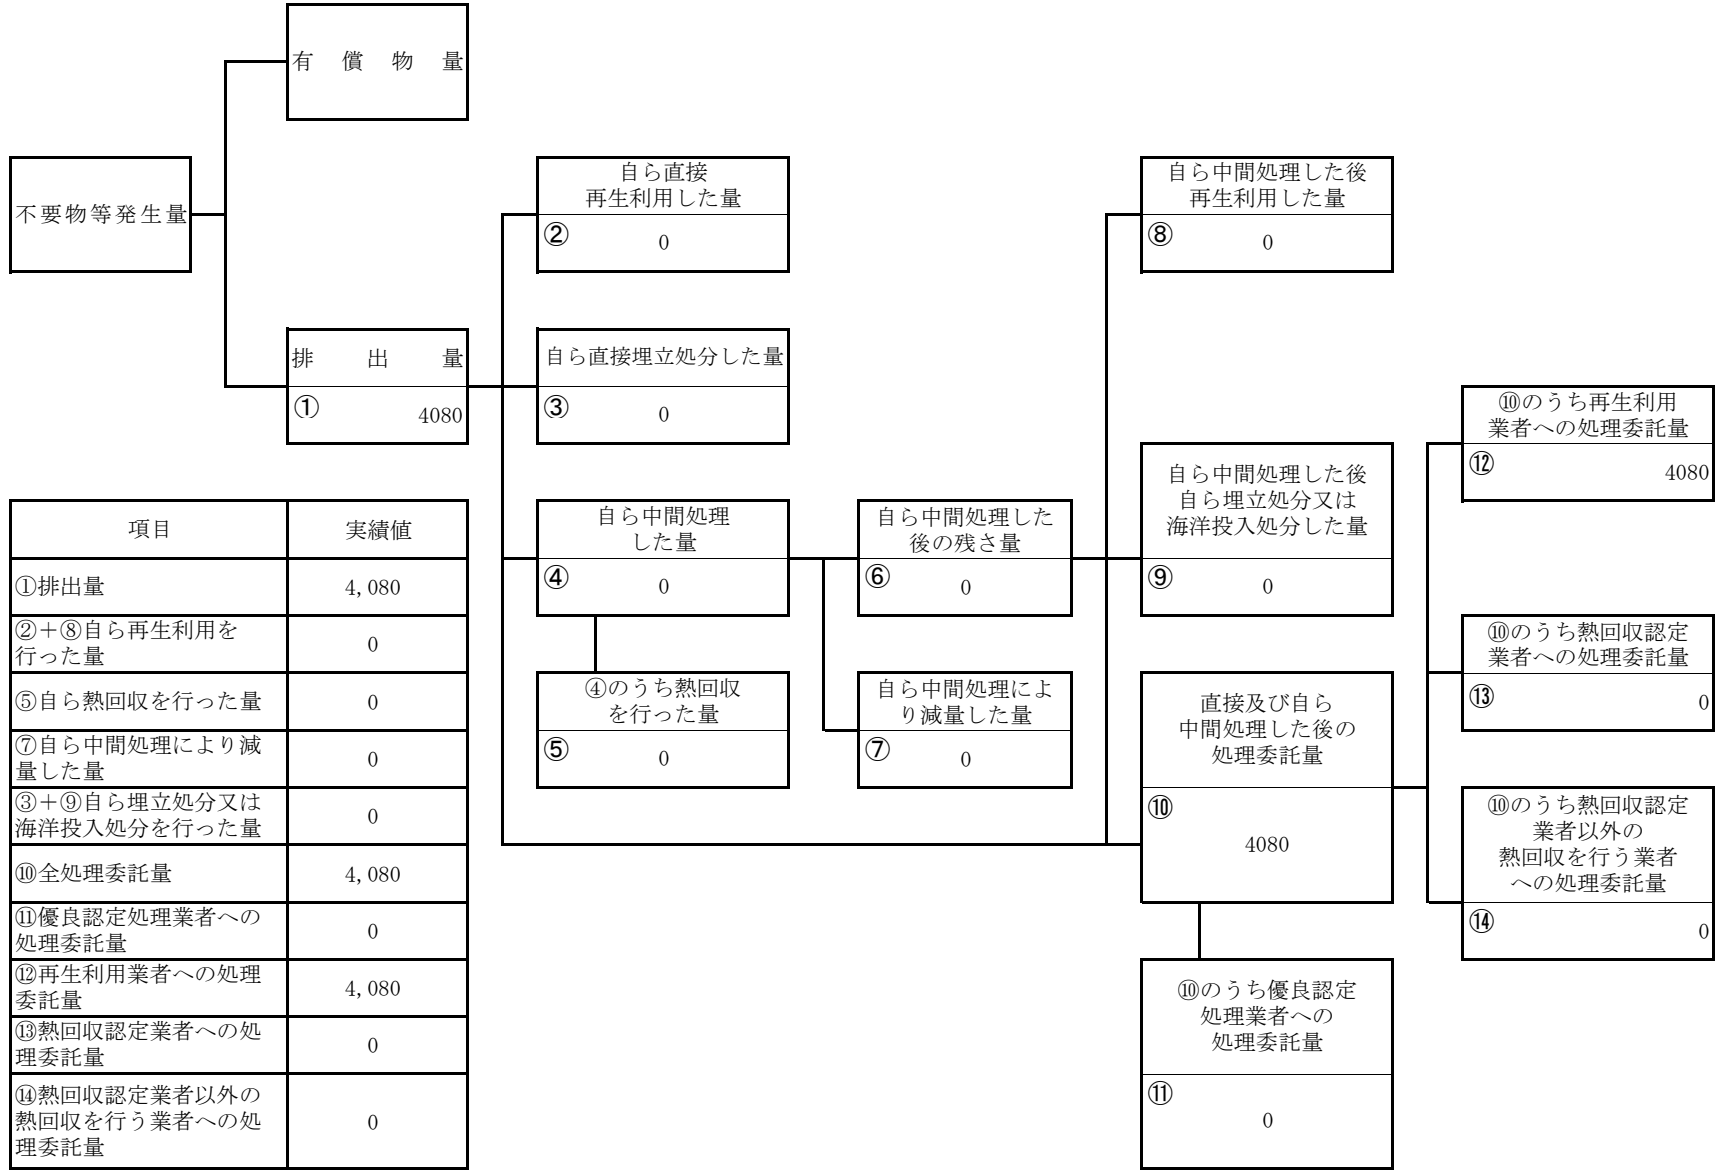 有償物量
不要物等発生量
自ら直接
再生利用した量
②
0
自ら中間処理した後
再生利用した量
⑧
0
排出量
①
4080
自ら直接埋立処分した量
③
0
⑩のうち再生利用
業者への処理委託量
⑫
4080
自ら中間処理
した量
④
0
自ら中間処理した
後の残さ量
⑥
0
自ら中間処理した後
自ら埋立処分又は
海洋投入処分した量
⑨
0
⑩のうち熱回収認定
業者への処理委託量
⑬
0
④のうち熱回収
を行った量
⑤
0
自ら中間処理によ
り減量した量
⑦
0
直接及び自ら
中間処理した後の
処理委託量
⑩
4080
⑩のうち熱回収認定
業者以外の
熱回収を行う業者
への処理委託量
⑭
0
⑩のうち優良認定
処理業者への
処理委託量
⑪
0
項目 実績値
①排出量 4,080
②＋⑧自ら再生利用を
行った量 0
⑤自ら熱回収を行った量 0
⑦自ら中間処理により減
量した量 0
③＋⑨自ら埋立処分又は
海洋投入処分を行った量 0
⑩全処理委託量 4,080
⑪優良認定処理業者への
処理委託量 0
⑫再生利用業者への処理
委託量 4,080
⑬熱回収認定業者への処
理委託量 0
⑭熱回収認定業者以外の
熱回収を行う業者への処
理委託量 0